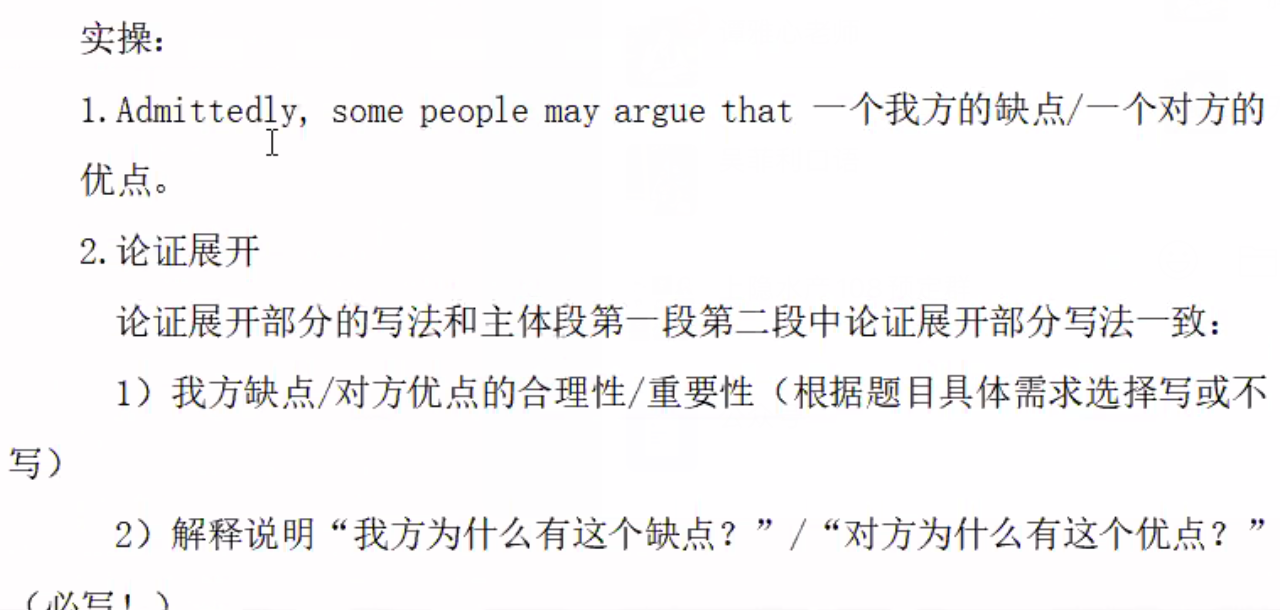 实操：
1.Admittedly, some people may argue that 一个我方的缺点/一个对方的
优点。
2.论证展开
论证展开部分的写法和主体段第一段第二段中论证展开部分写法一致：
1）我方缺点/对方优点的合理性/重要性（根据题目具体需求选择写或不
写）
2）解释说明“我方为什么有这个缺点？”/“对方为什么有这个优点？”
（必写！）